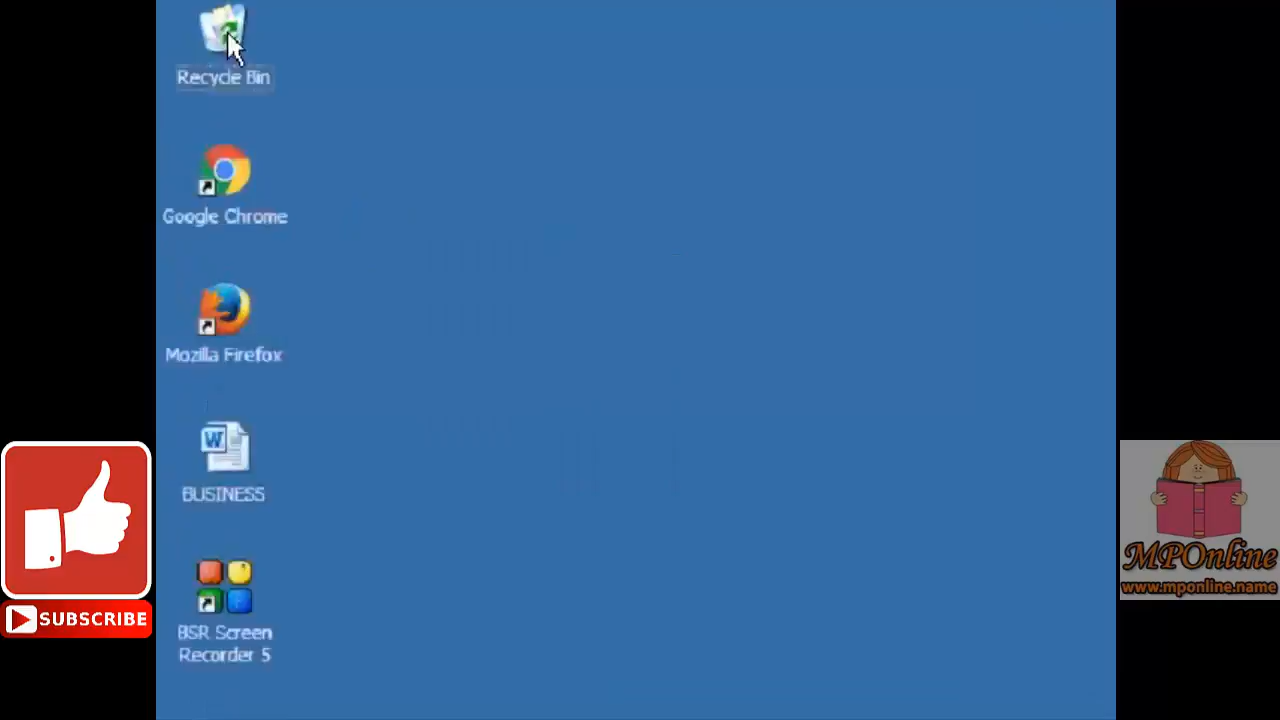 Recycle Bin
Google Chrome
Mozilla Firefox
W
BUSINESS
BSR Screen
Recorder 5
SUBSCRIBE
MPOnline
www.mponline.name